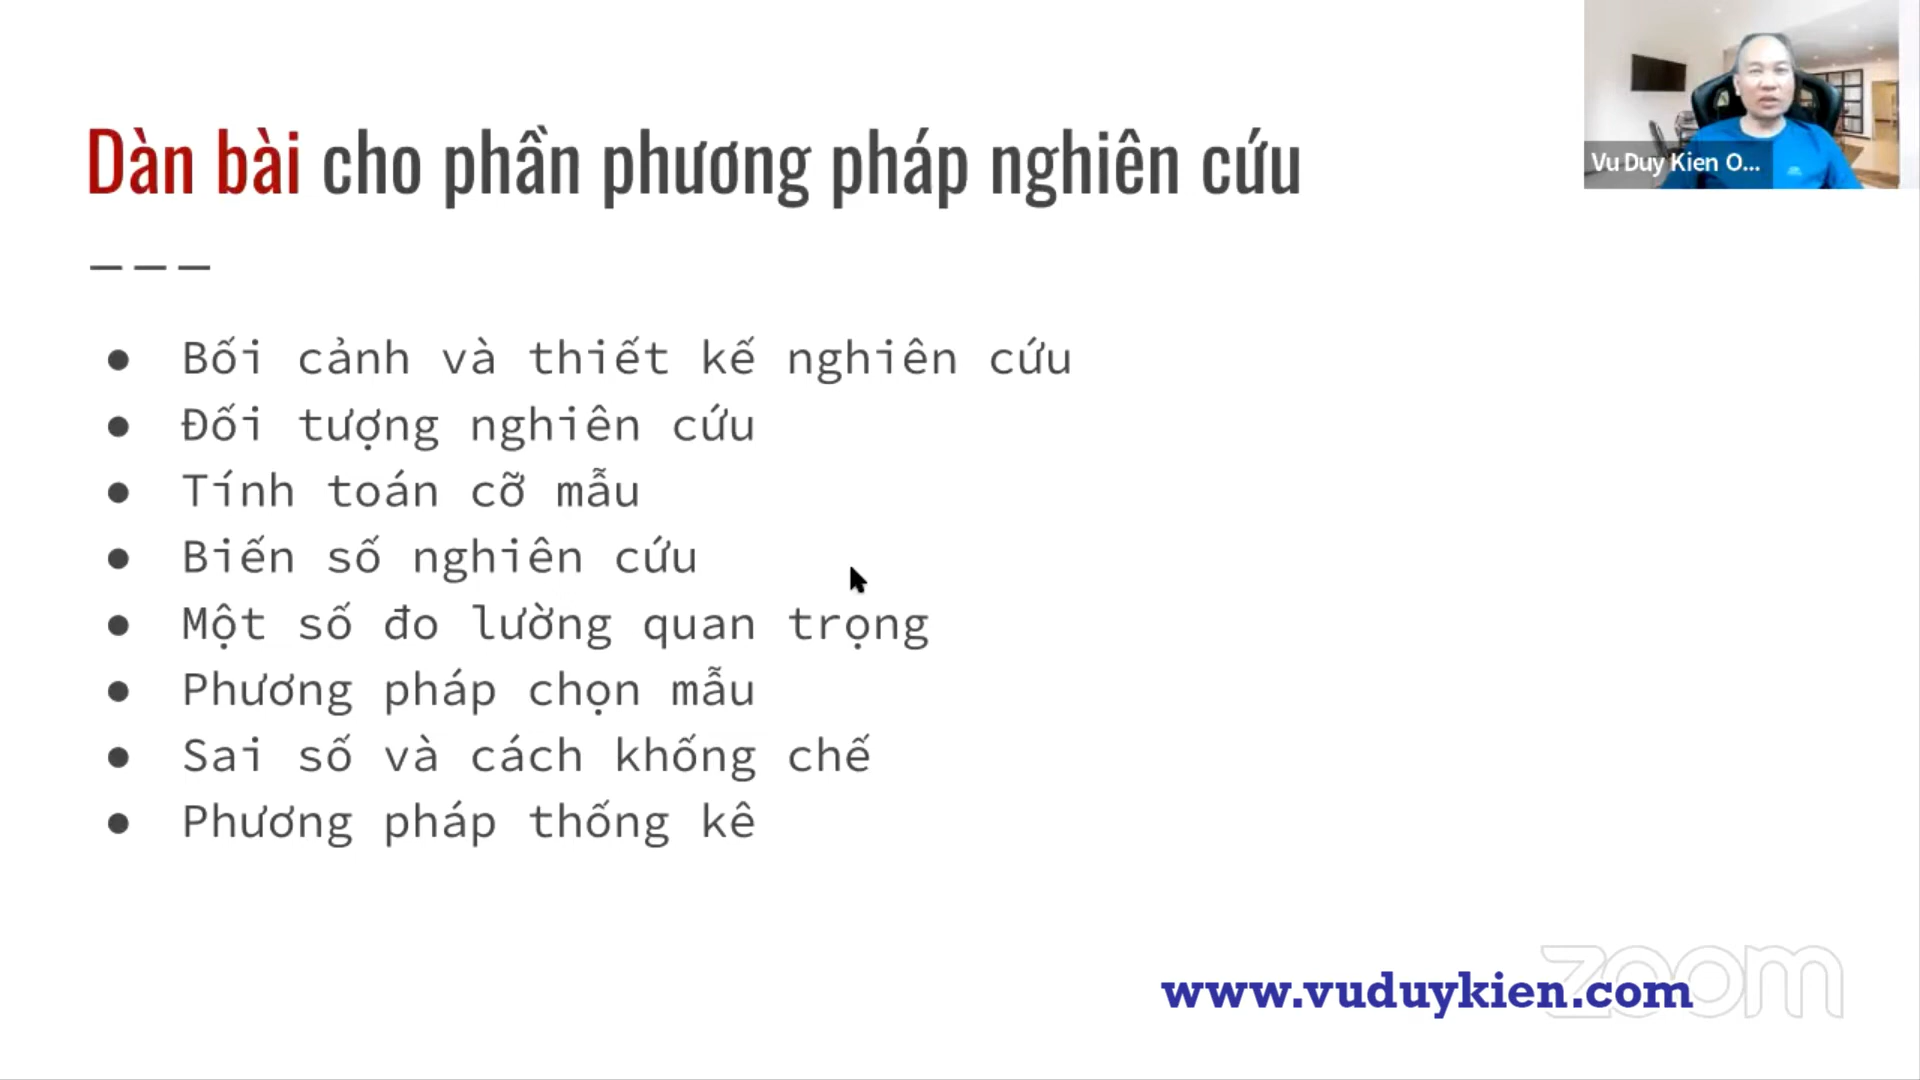 Dàn bài cho phần phương pháp nghiên cứu
Vu Duy Kien O...
● Bối cảnh và thiết kế nghiên cứu
● Đối tượng nghiên cứu
● Tính toán cỡ mẫu
● Biến số nghiên cứu
● Một số đo lường quan trọng
● Phương pháp chọn mẫu
● Sai số và cách khống chế
● Phương pháp thống kê
www.vuduykien.com
zoom